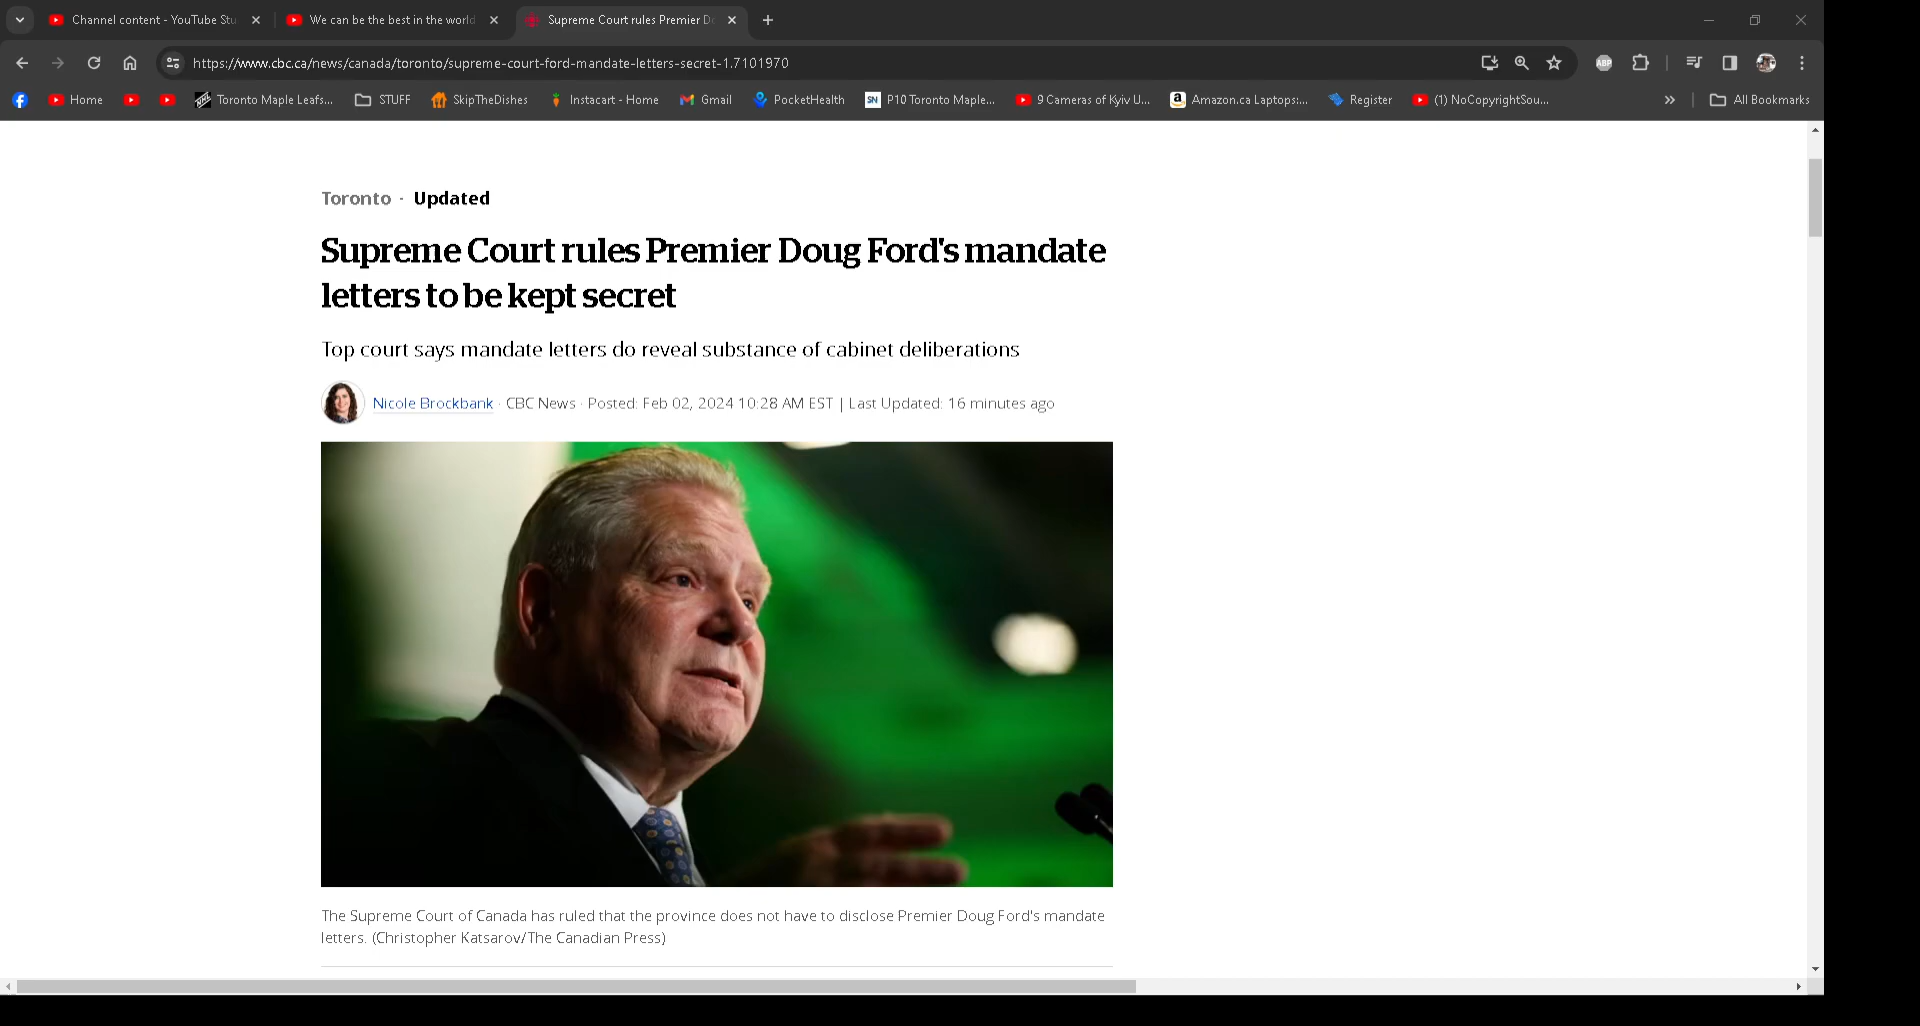 Channel content - YouTube Stu
We can be the best in the world
Supreme Court rules Premier Do
https://www.cbc.ca/news/canada/toronto/supreme-court-ford-mandate-letters-secret-1.7101970
ABP
Home
Toronto Maple Leafs...
STUFF
SkipTheDishes
Instacart - Home
Gmail
PocketHealth
SN P10 Toronto Maple...
9 Cameras of Kyiv U...
Amazon.ca Laptops:...
Register
(1) NoCopyrightSou...
All Bookmarks
Toronto · Updated
Supreme Court rules Premier Doug Ford's mandate
letters to be kept secret
Top court says mandate letters do reveal substance of cabinet deliberations
Nicole Brockbank · CBC News · Posted: Feb 02, 2024 10:28 AM EST | Last Updated: 16 minutes ago
The Supreme Court of Canada has ruled that the province does not have to disclose Premier Doug Ford's mandate
letters. (Christopher Katsarov/The Canadian Press)